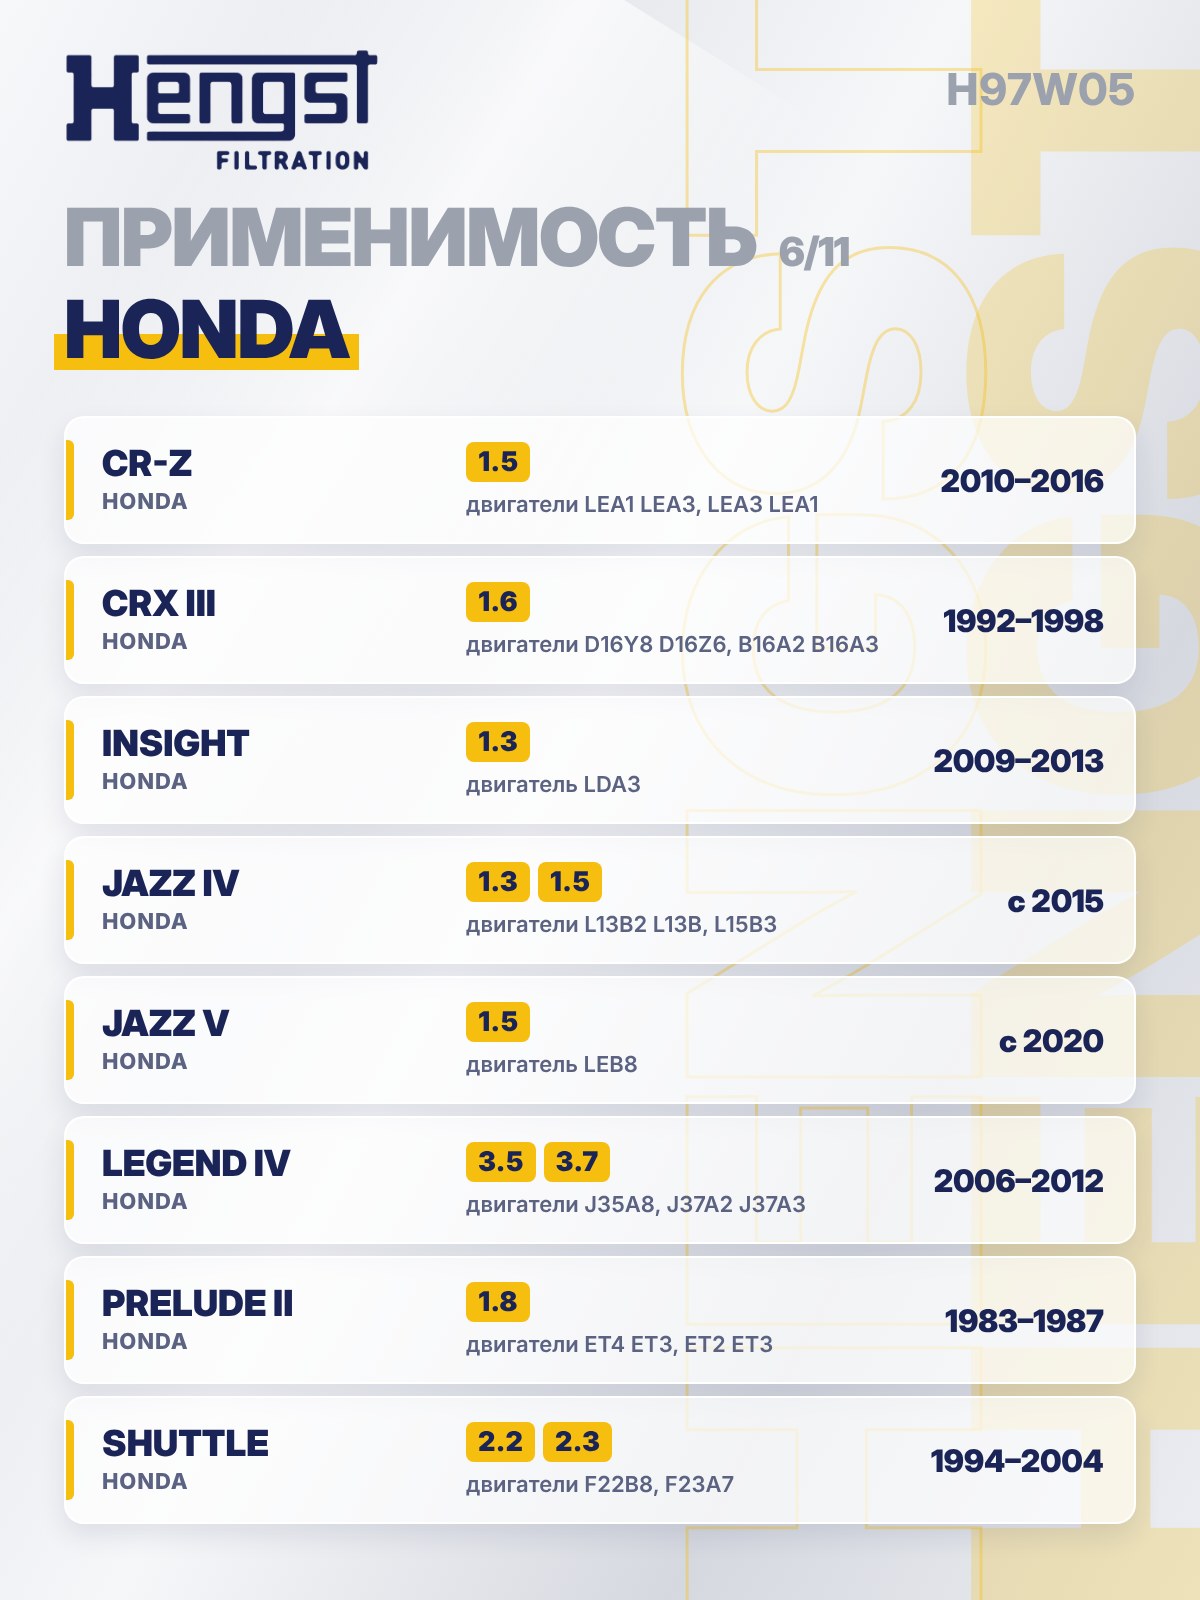 Hengst
FILTRATION
H97W05
ПРИМЕНИМОСТЬ 6/11
HONDA
CR-Z
HONDA
1.5
двигатели LEA1 LEA3, LEA3 LEA1
2010–2016
CRX III
HONDA
1.6
двигатели D16Y8 D16Z6, B16A2 B16A3
1992–1998
INSIGHT
HONDA
1.3
двигатель LDA3
2009–2013
JAZZ IV
HONDA
1.3 1.5
двигатели L13B2 L13B, L15B3
с 2015
JAZZ V
HONDA
1.5
двигатель LEB8
с 2020
LEGEND IV
HONDA
3.5 3.7
двигатели J35A8, J37A2 J37A3
2006–2012
PRELUDE II
HONDA
1.8
двигатели ET4 ET3, ET2 ET3
1983–1987
SHUTTLE
HONDA
2.2 2.3
двигатели F22B8, F23A7
1994–2004
HENGST
HENGST